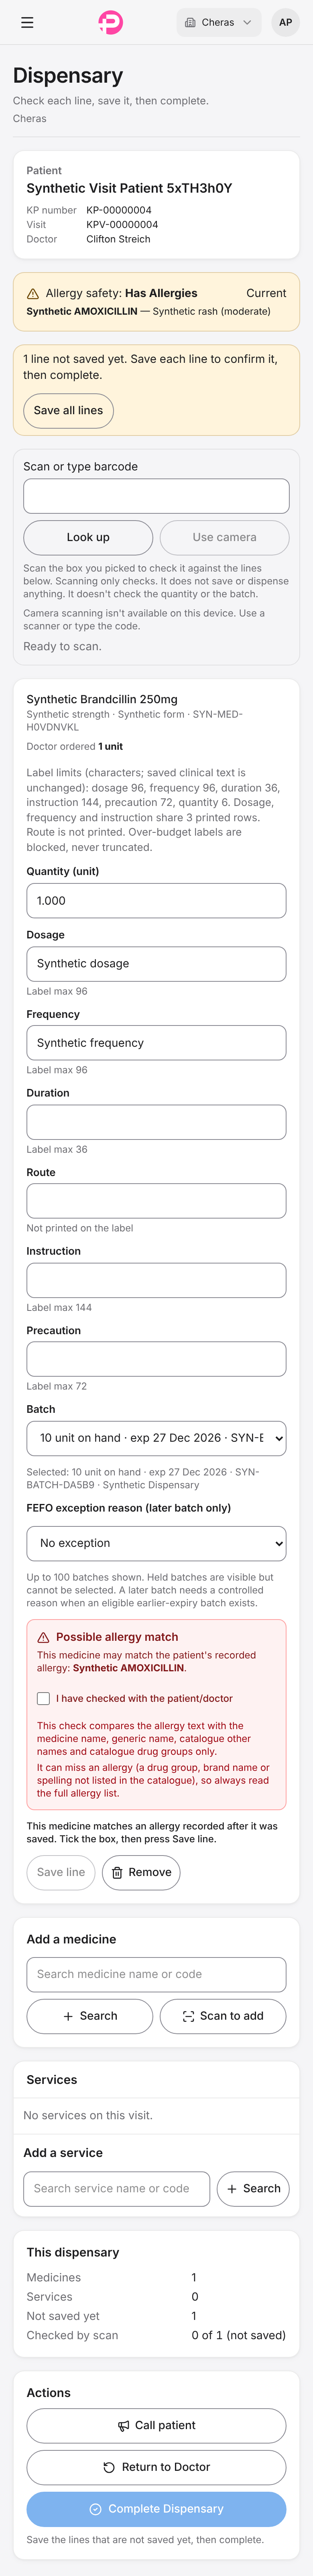 Cheras
AP
Dispensary
Check each line, save it, then complete.
Cheras
Patient
Synthetic Visit Patient 5xTH3h0Y
KP number KP-00000004
Visit KPV-00000004
Doctor Clifton Streich
Allergy safety: Has Allergies Current
Synthetic AMOXICILLIN — Synthetic rash (moderate)
1 line not saved yet. Save each line to confirm it,
then complete.
Save all lines
Scan or type barcode
Look up Use camera
Scan the box you picked to check it against the lines
below. Scanning only checks. It does not save or dispense
anything. It doesn't check the quantity or the batch.
Camera scanning isn't available on this device. Use a
scanner or type the code.
Ready to scan.
Synthetic Brandcillin 250mg
Synthetic strength · Synthetic form · SYN-MED-
H0VDNVKL
Doctor ordered 1 unit
Label limits (characters; saved clinical text is
unchanged): dosage 96, frequency 96, duration 36,
instruction 144, precaution 72, quantity 6. Dosage,
frequency and instruction share 3 printed rows.
Route is not printed. Over-budget labels are
blocked, never truncated.
Quantity (unit)
1.000
Dosage
Synthetic dosage
Label max 96
Frequency
Synthetic frequency
Label max 96
Duration
Label max 36
Route
Not printed on the label
Instruction
Label max 144
Precaution
Label max 72
Batch
10 unit on hand · exp 27 Dec 2026 · SYN-E
Selected: 10 unit on hand · exp 27 Dec 2026 · SYN-
BATCH-DA5B9 · Synthetic Dispensary
FEFO exception reason (later batch only)
No exception
Up to 100 batches shown. Held batches are visible but
cannot be selected. A later batch needs a controlled
reason when an eligible earlier-expiry batch exists.
Possible allergy match
This medicine may match the patient's recorded
allergy: Synthetic AMOXICILLIN.
I have checked with the patient/doctor
This check compares the allergy text with the
medicine name, generic name, catalogue other
names and catalogue drug groups only.
It can miss an allergy (a drug group, brand name or
spelling not listed in the catalogue), so always read
the full allergy list.
This medicine matches an allergy recorded after it was
saved. Tick the box, then press Save line.
Save line Remove
Add a medicine
Search medicine name or code
Search Scan to add
Services
No services on this visit.
Add a service
Search service name or code Search
This dispensary
Medicines 1
Services 0
Not saved yet 1
Checked by scan 0 of 1 (not saved)
Actions
Call patient
Return to Doctor
Complete Dispensary
Save the lines that are not saved yet, then complete.